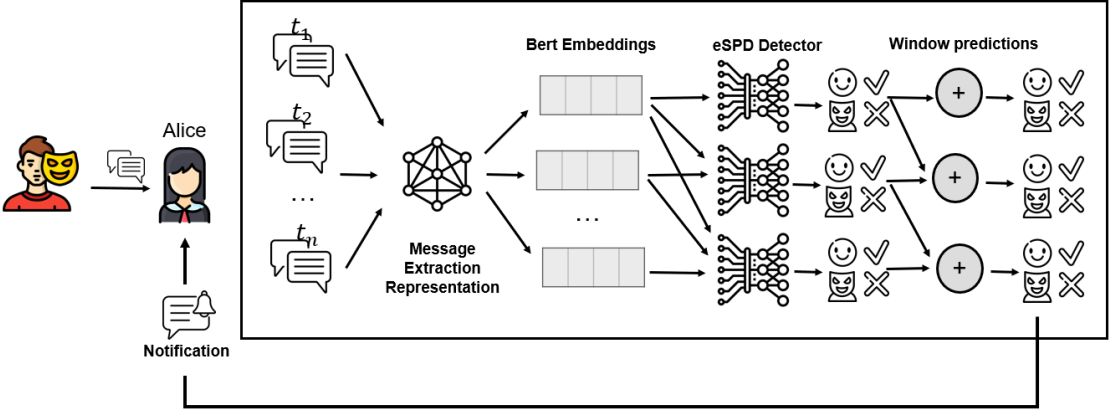 t₁
Bert Embeddings
eSPD Detector
Window predictions
t₂
Alice
...
...
tₙ
Message
Extraction
Representation
Notification
+
+
+